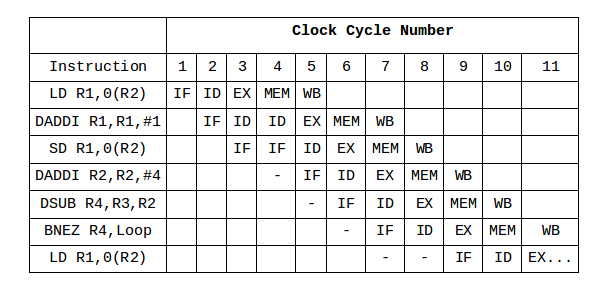 Clock Cycle Number
Instruction 1 2 3 4 5 6 7 8 9 10 11
LD R1,0(R2) IF ID EX MEM WB
DADDI R1,R1,#1 IF ID ID EX MEM WB
SD R1,0(R2) IF IF ID EX MEM WB
DADDI R2,R2,#4 - IF ID EX MEM WB
DSUB R4,R3,R2 - IF ID EX MEM WB
BNEZ R4,Loop - IF ID EX MEM WB
LD R1,0(R2) - - IF ID EX...